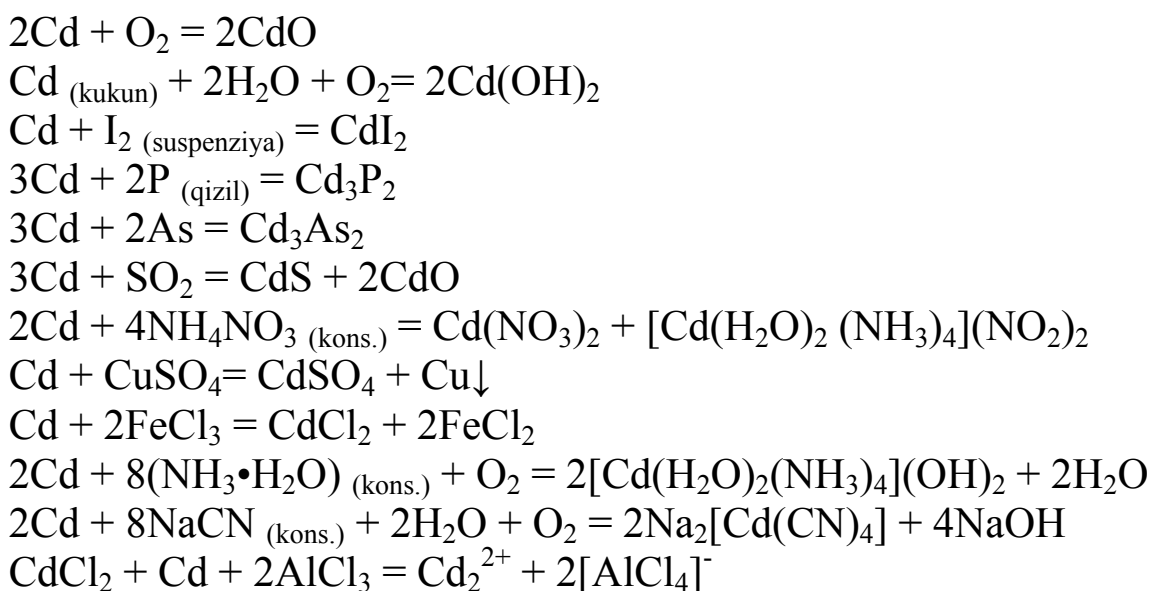 2Cd + O₂ = 2CdO
Cd (kukun) + 2H₂O + O₂= 2Cd(OH)₂
Cd + I₂ (suspenziya) = CdI₂
3Cd + 2P (qizil) = Cd₃P₂
3Cd + 2As = Cd₃As₂
3Cd + SO₂ = CdS + 2CdO
2Cd + 4NH₄NO₃ (kons.) = Cd(NO₃)₂ + [Cd(H₂O)₂ (NH₃)₄](NO₂)₂
Cd + CuSO₄= CdSO₄ + Cu↓
Cd + 2FeCl₃ = CdCl₂ + 2FeCl₂
2Cd + 8(NH₃•H₂O) (kons.) + O₂ = 2[Cd(H₂O)₂(NH₃)₄](OH)₂ + 2H₂O
2Cd + 8NaCN (kons.) + 2H₂O + O₂ = 2Na₂[Cd(CN)₄] + 4NaOH
CdCl₂ + Cd + 2AlCl₃ = Cd₂²⁺ + 2[AlCl₄]⁻